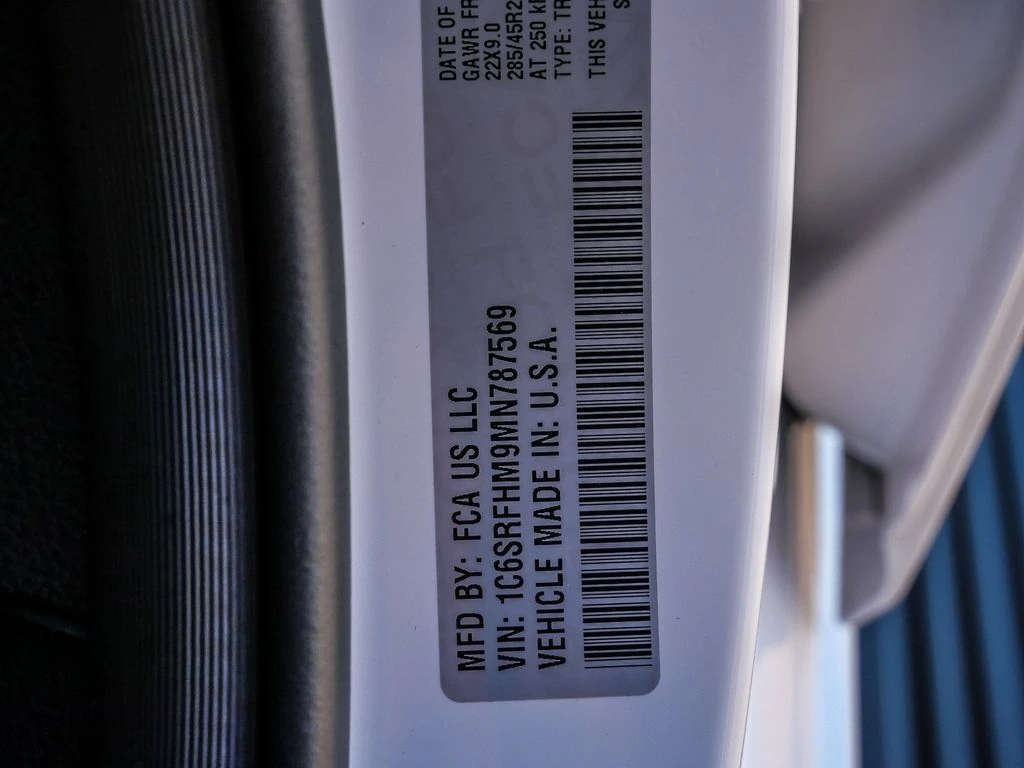 MFD BY: FCA US LLC
VIN: 1C6SRFHM9MN787569
VEHICLE MADE IN: U.S.A.
DATE OF
GAWR FR
22X9.0
285/45R2
AT 250
TYPE: TR
THIS VEH